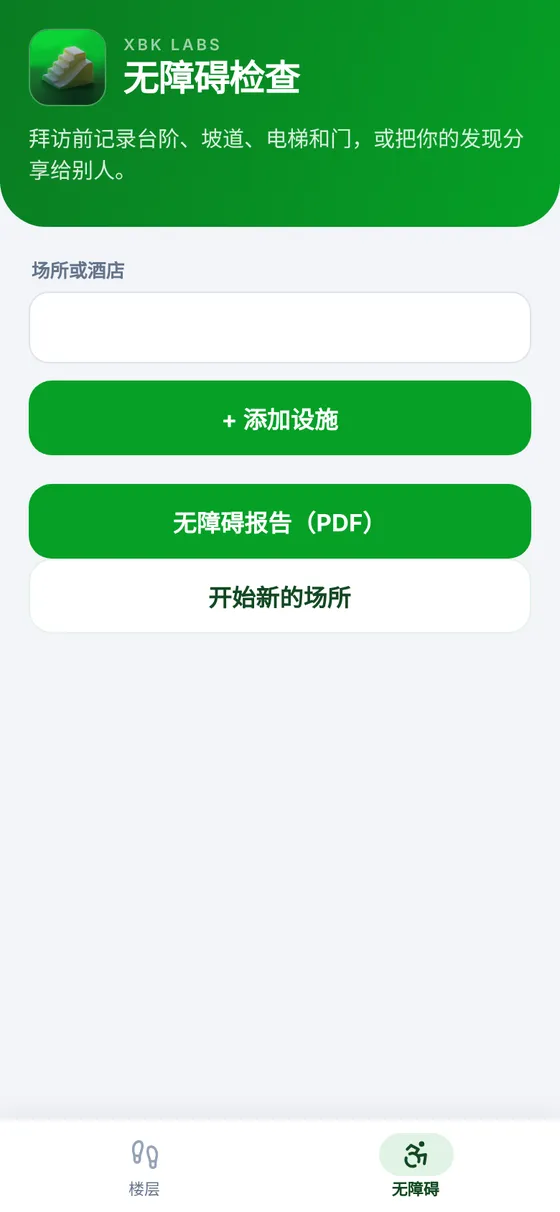 XBK LABS
无障碍检查
拜访前记录台阶、坡道、电梯和门，或把你的发现分
享给别人。
场所或酒店
+ 添加设施
无障碍报告（PDF）
开始新的场所
楼层
无障碍